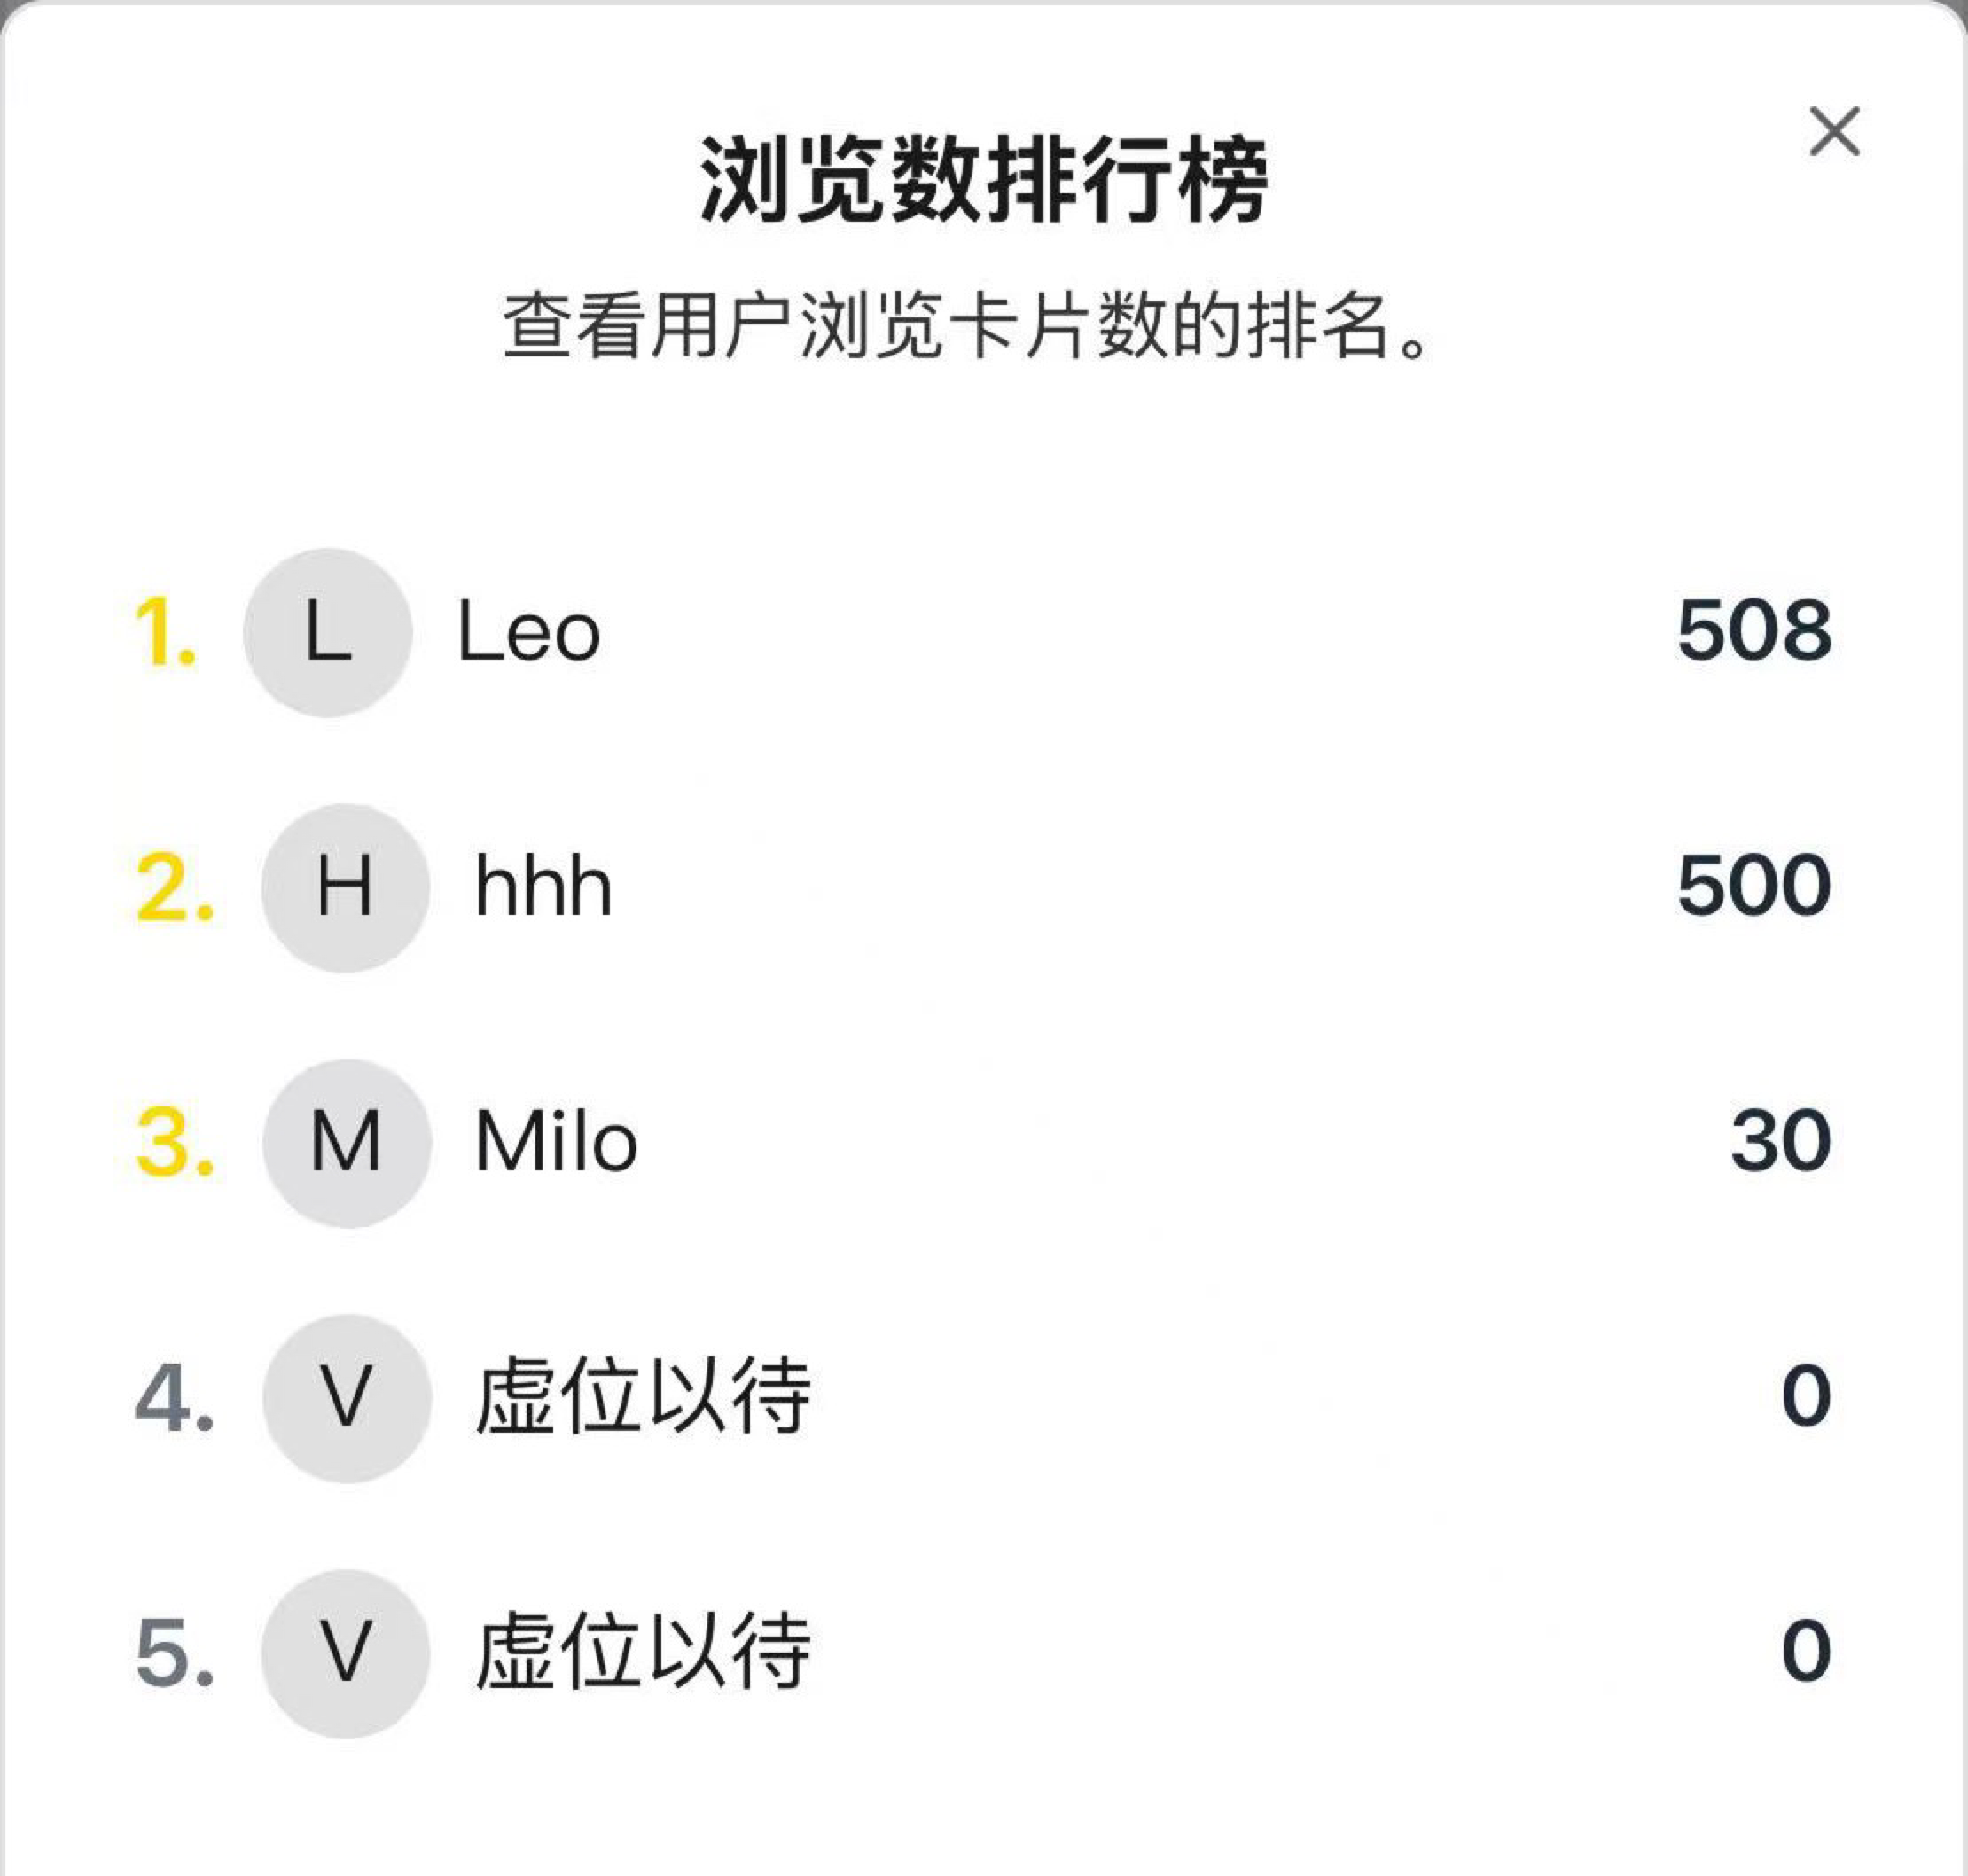 浏览数排行榜
查看用户浏览卡片数的排名。
1. L Leo 508
2. H hhh 500
3. M Milo 30
4. V 虚位以待 0
5. V 虚位以待 0